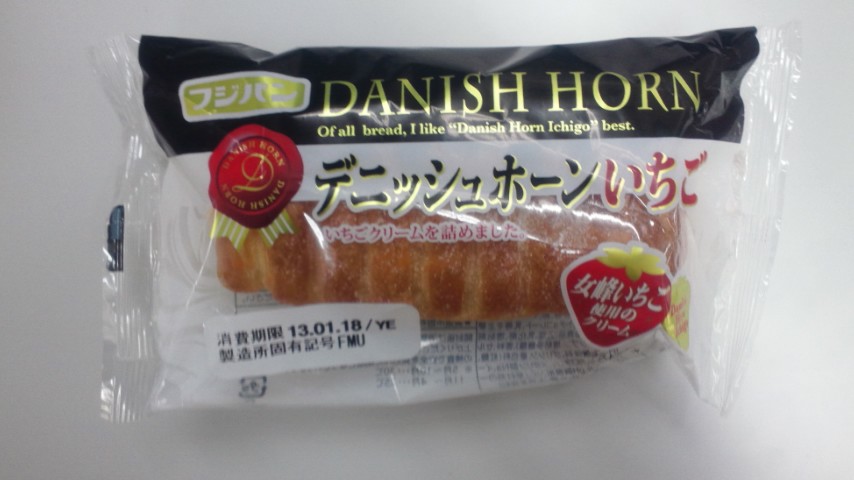 フジパン
DANISH HORN
Of all bread, I like "Danish Horn Ichigo" best.
DANISH HORN
D
DANISH HORN
デニッシュホーンいちご
いちごクリームを詰めました。
女峰いちご
使用の
クリーム
消費期限 13.01.18/YE
製造所固有記号FMU